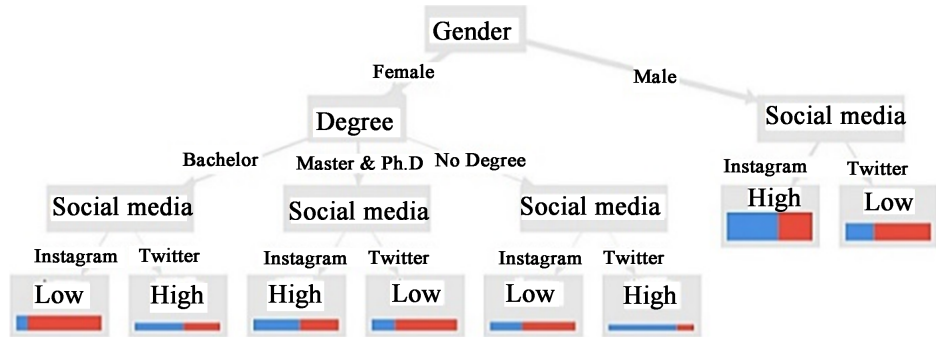 Gender
Female
Male
Degree
Social media
Bachelor
Master & Ph.D
No Degree
Instagram
Twitter
Social media
Social media
Social media
High
Low
Instagram
Twitter
Instagram
Twitter
Instagram
Twitter
Low
High
High
Low
Low
High